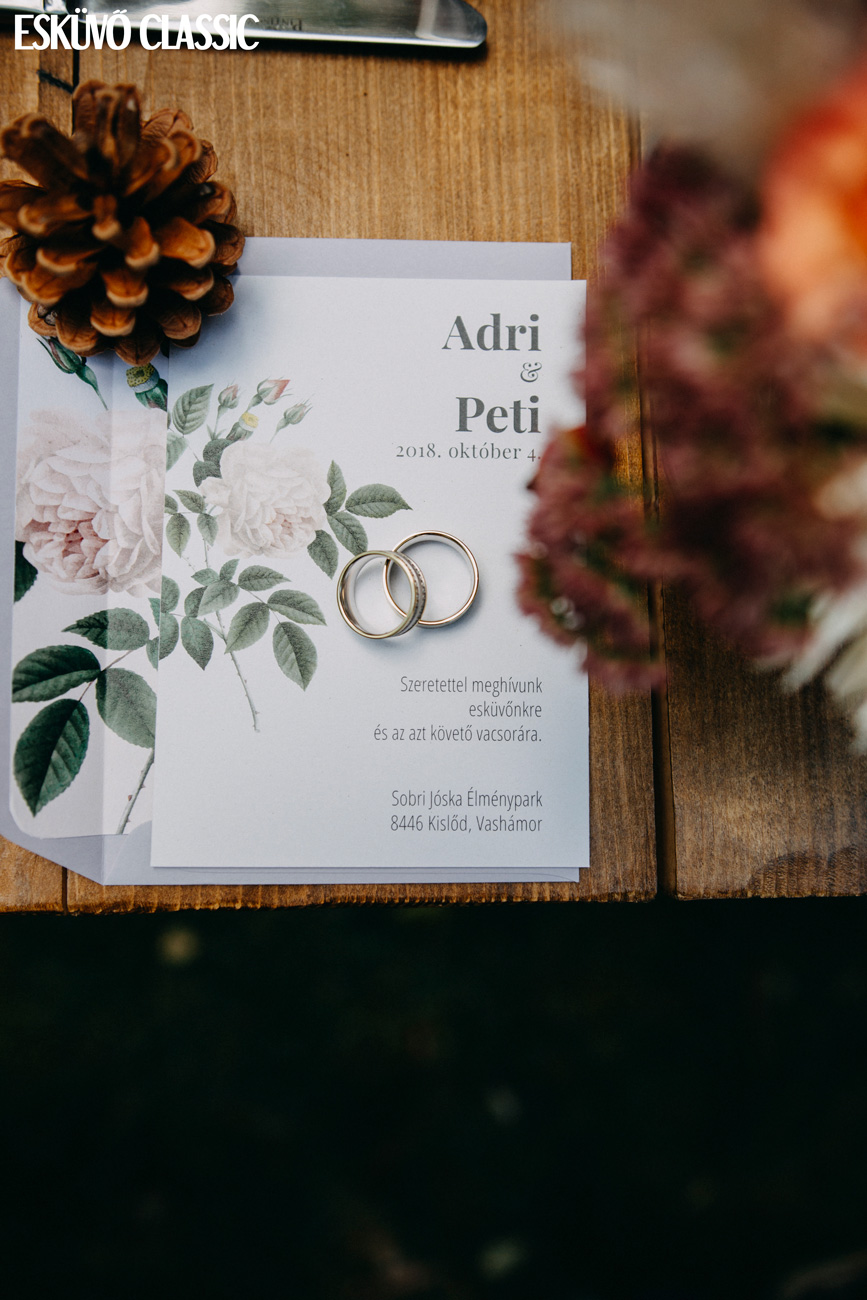 ESKÜVŐ CLASSIC
Adri
&
Peti
2018. október 4.
Szeretettel meghívunk
esküvőnkre
és az azt követő vacsorára.
Sobri Jóska Élménypark
8446 Kislőd, Vashámor